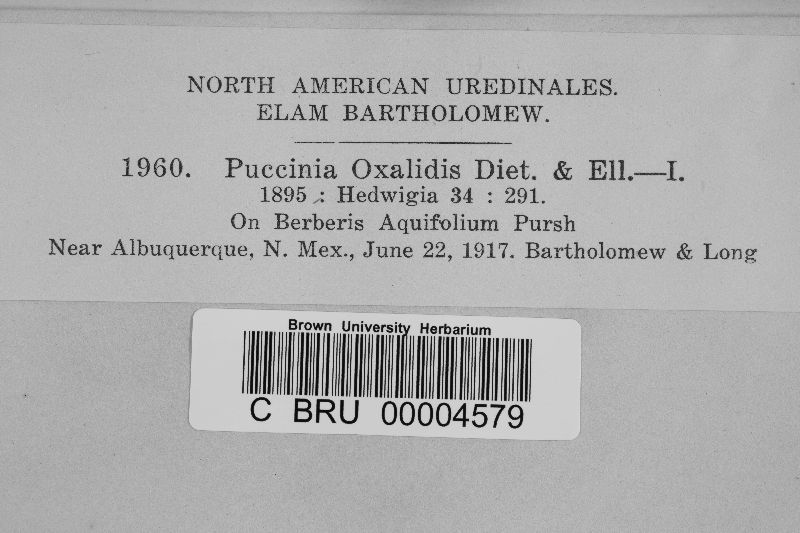 NORTH AMERICAN UREDINALES.
ELAM BARTHOLOMEW.
1960. Puccinia Oxalidis Diet. & Ell.—I.
1895 : Hedwigia 34 : 291.
On Berberis Aquifolium Pursh
Near Albuquerque, N. Mex., June 22, 1917. Bartholomew & Long
Brown University Herbarium
C BRU 00004579